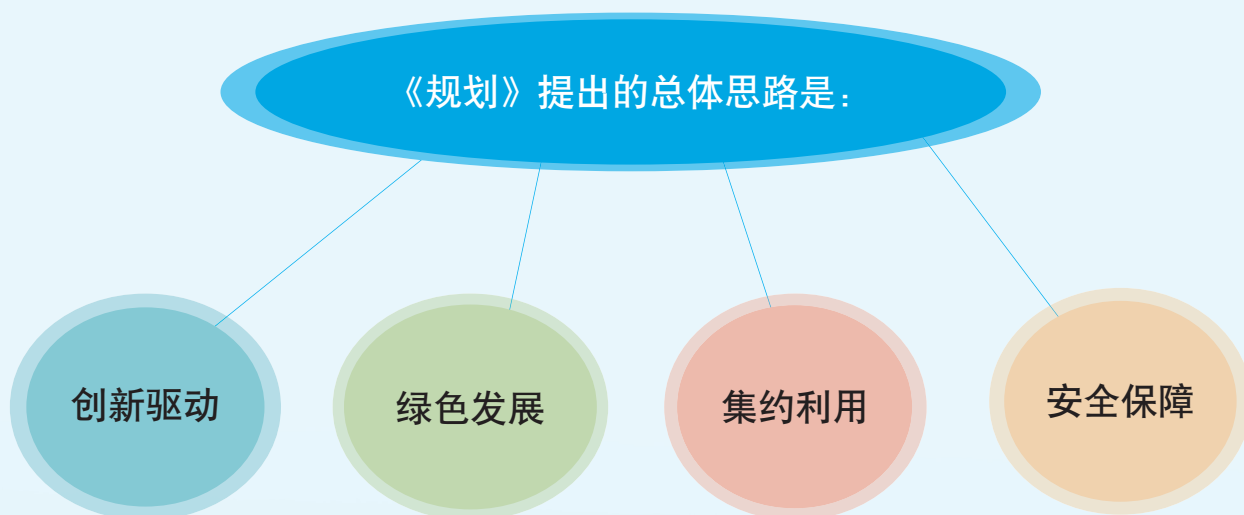 《规划》提出的总体思路是：
创新驱动
绿色发展
集约利用
安全保障